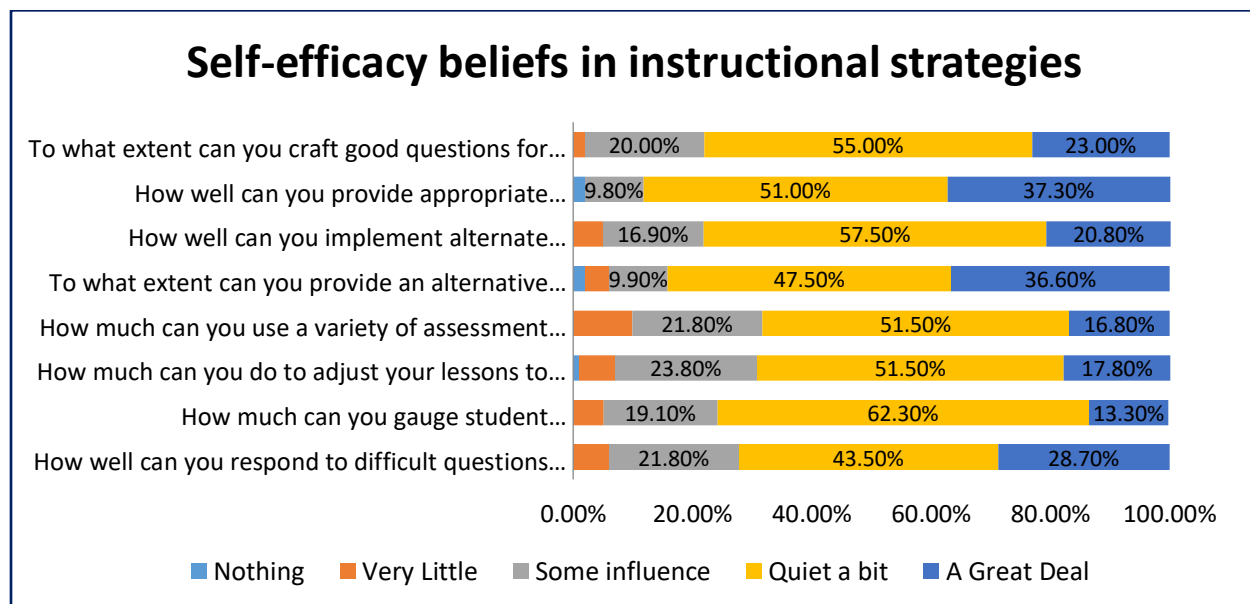 Self-efficacy beliefs in instructional strategies
To what extent can you craft good questions for... 20.00% 55.00% 23.00%
How well can you provide appropriate... 9.80% 51.00% 37.30%
How well can you implement alternate... 16.90% 57.50% 20.80%
To what extent can you provide an alternative... 9.90% 47.50% 36.60%
How much can you use a variety of assessment... 21.80% 51.50% 16.80%
How much can you do to adjust your lessons to... 23.80% 51.50% 17.80%
How much can you gauge student... 19.10% 62.30% 13.30%
How well can you respond to difficult questions... 21.80% 43.50% 28.70%
0.00% 20.00% 40.00% 60.00% 80.00% 100.00%
Nothing Very Little Some influence Quiet a bit A Great Deal